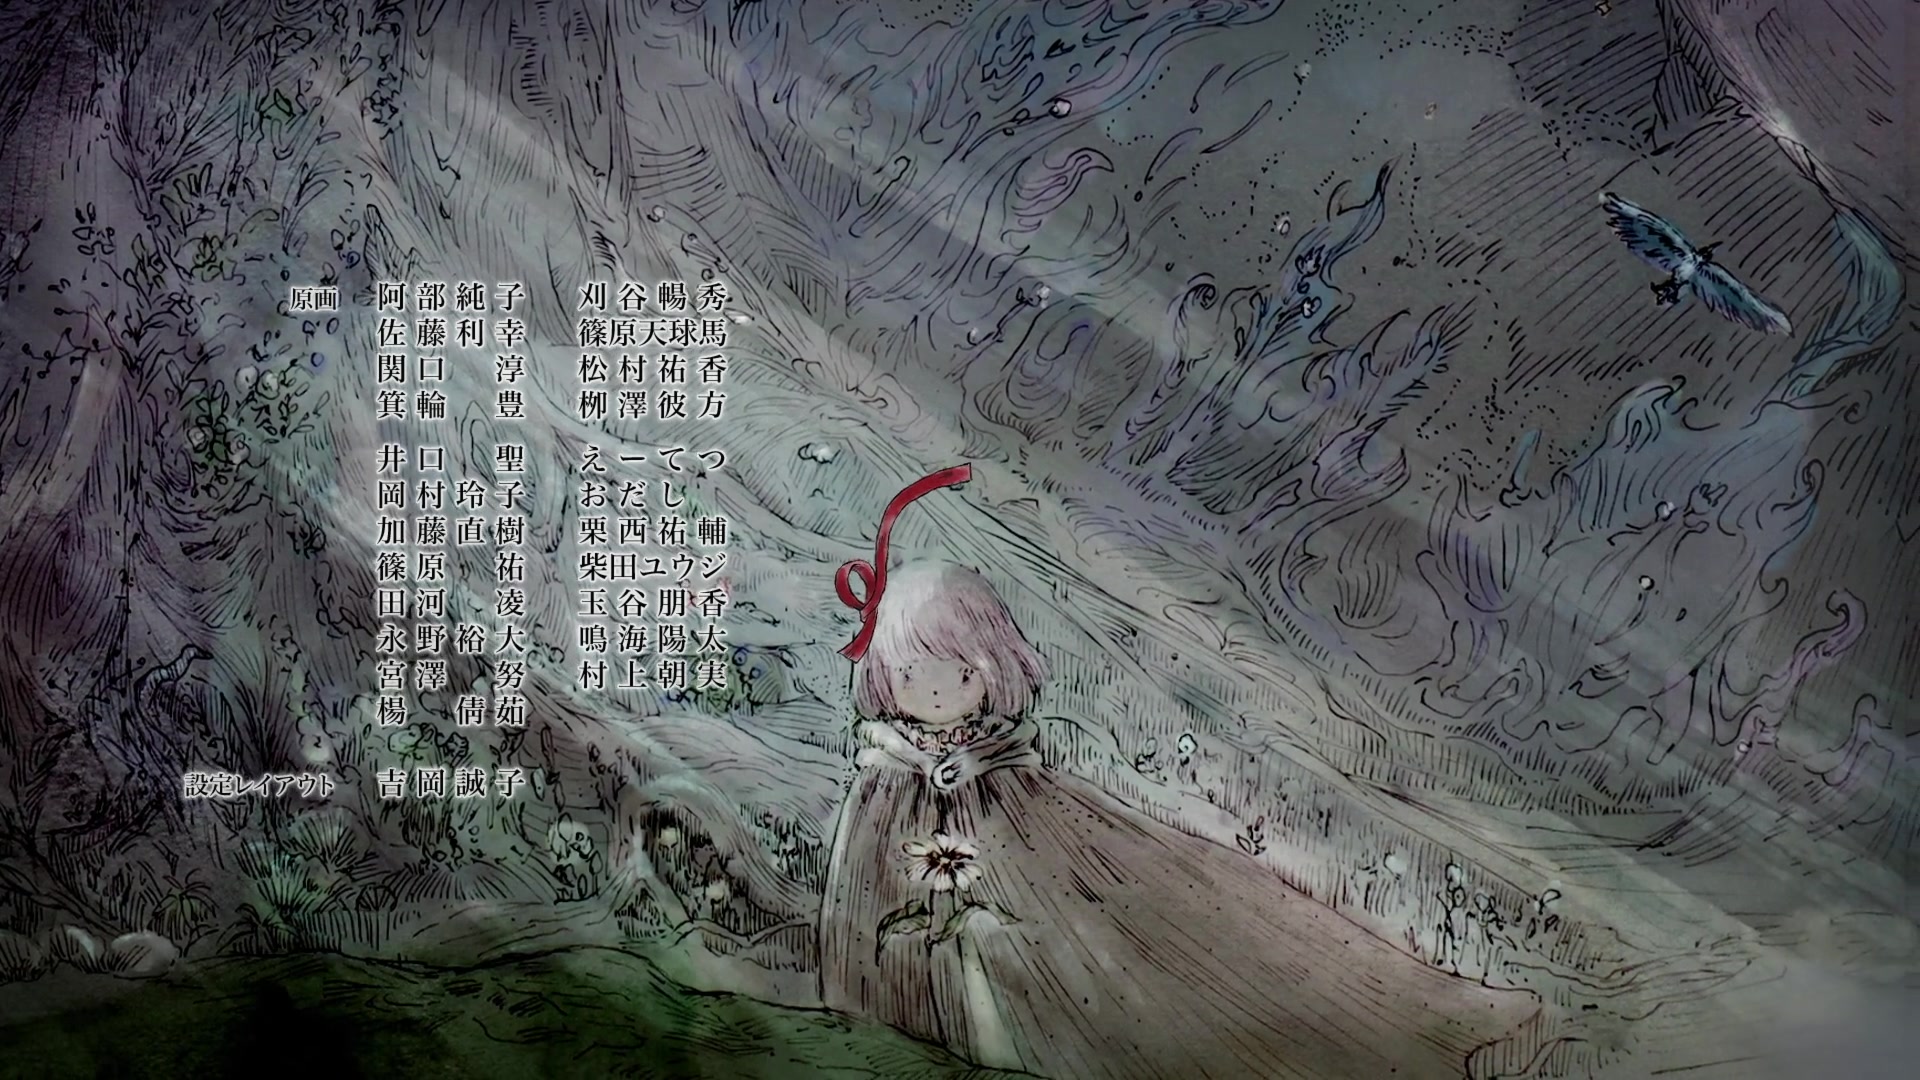 原画 阿部純子 刈谷暢秀
佐藤利幸 篠原天球馬
関口淳 松村祐香
箕輪豊 栁澤彼方
井口聖 えーてつ
岡村玲子 おだし
加藤直樹 栗西祐輔
篠原祐 柴田ユウジ
田河凌 玉谷朋香
永野裕大 鳴海陽太
宮澤努 村上朝実
楊倩茹
設定レイアウト 吉岡誠子